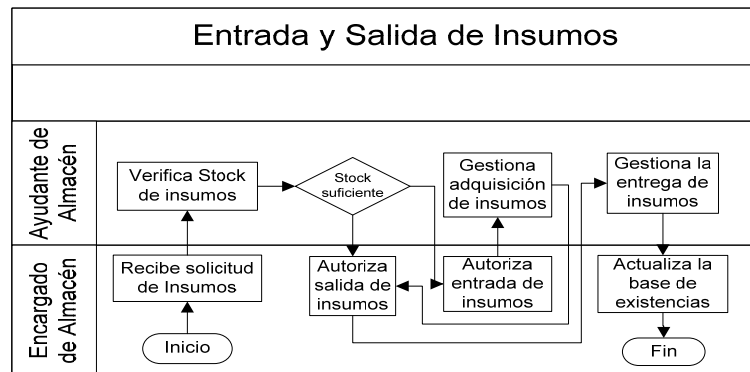 Entrada y Salida de Insumos
Ayudante de
Almacén
Verifica Stock
de insumos
Stock
suficiente
Gestiona
adquisición
de insumos
Gestiona la
entrega de
insumos
Encargado
de Almacén
Recibe solicitud
de Insumos
Inicio
Autoriza
salida de
insumos
Autoriza
entrada de
insumos
Actualiza la
base de
existencias
Fin